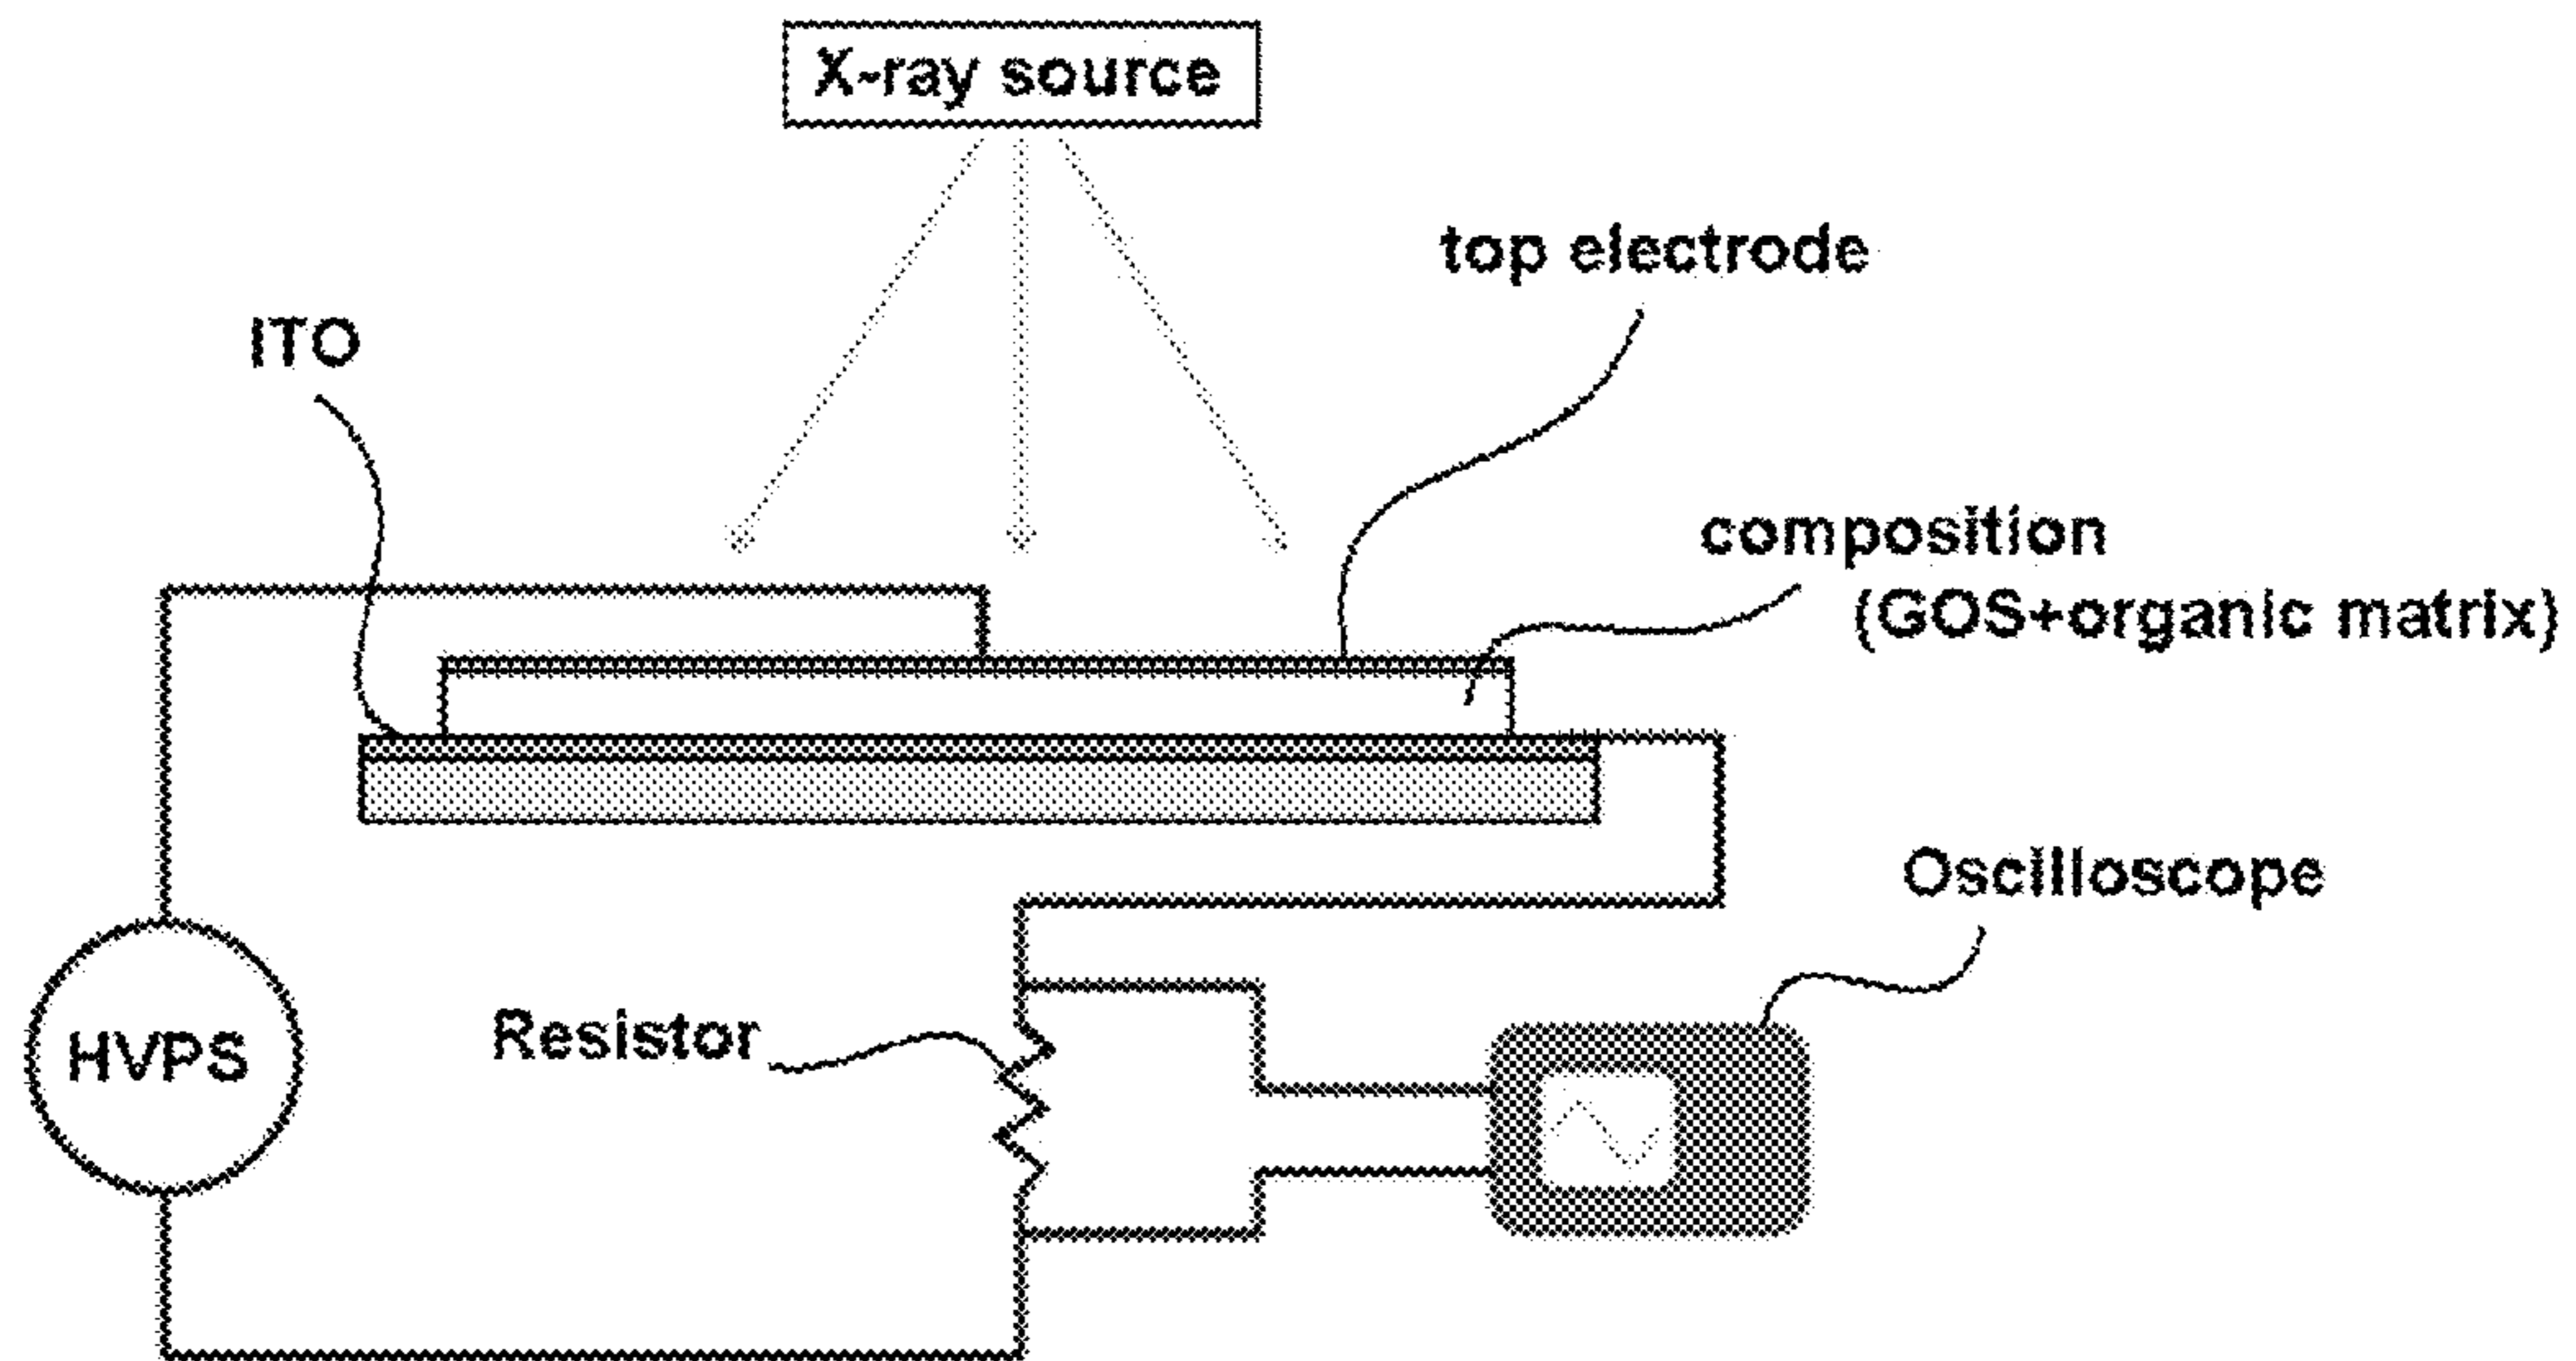 X-ray source
top electrode
ITO
composition
(GOS+organic matrix)
Oscilloscope
Resistor
HVPS